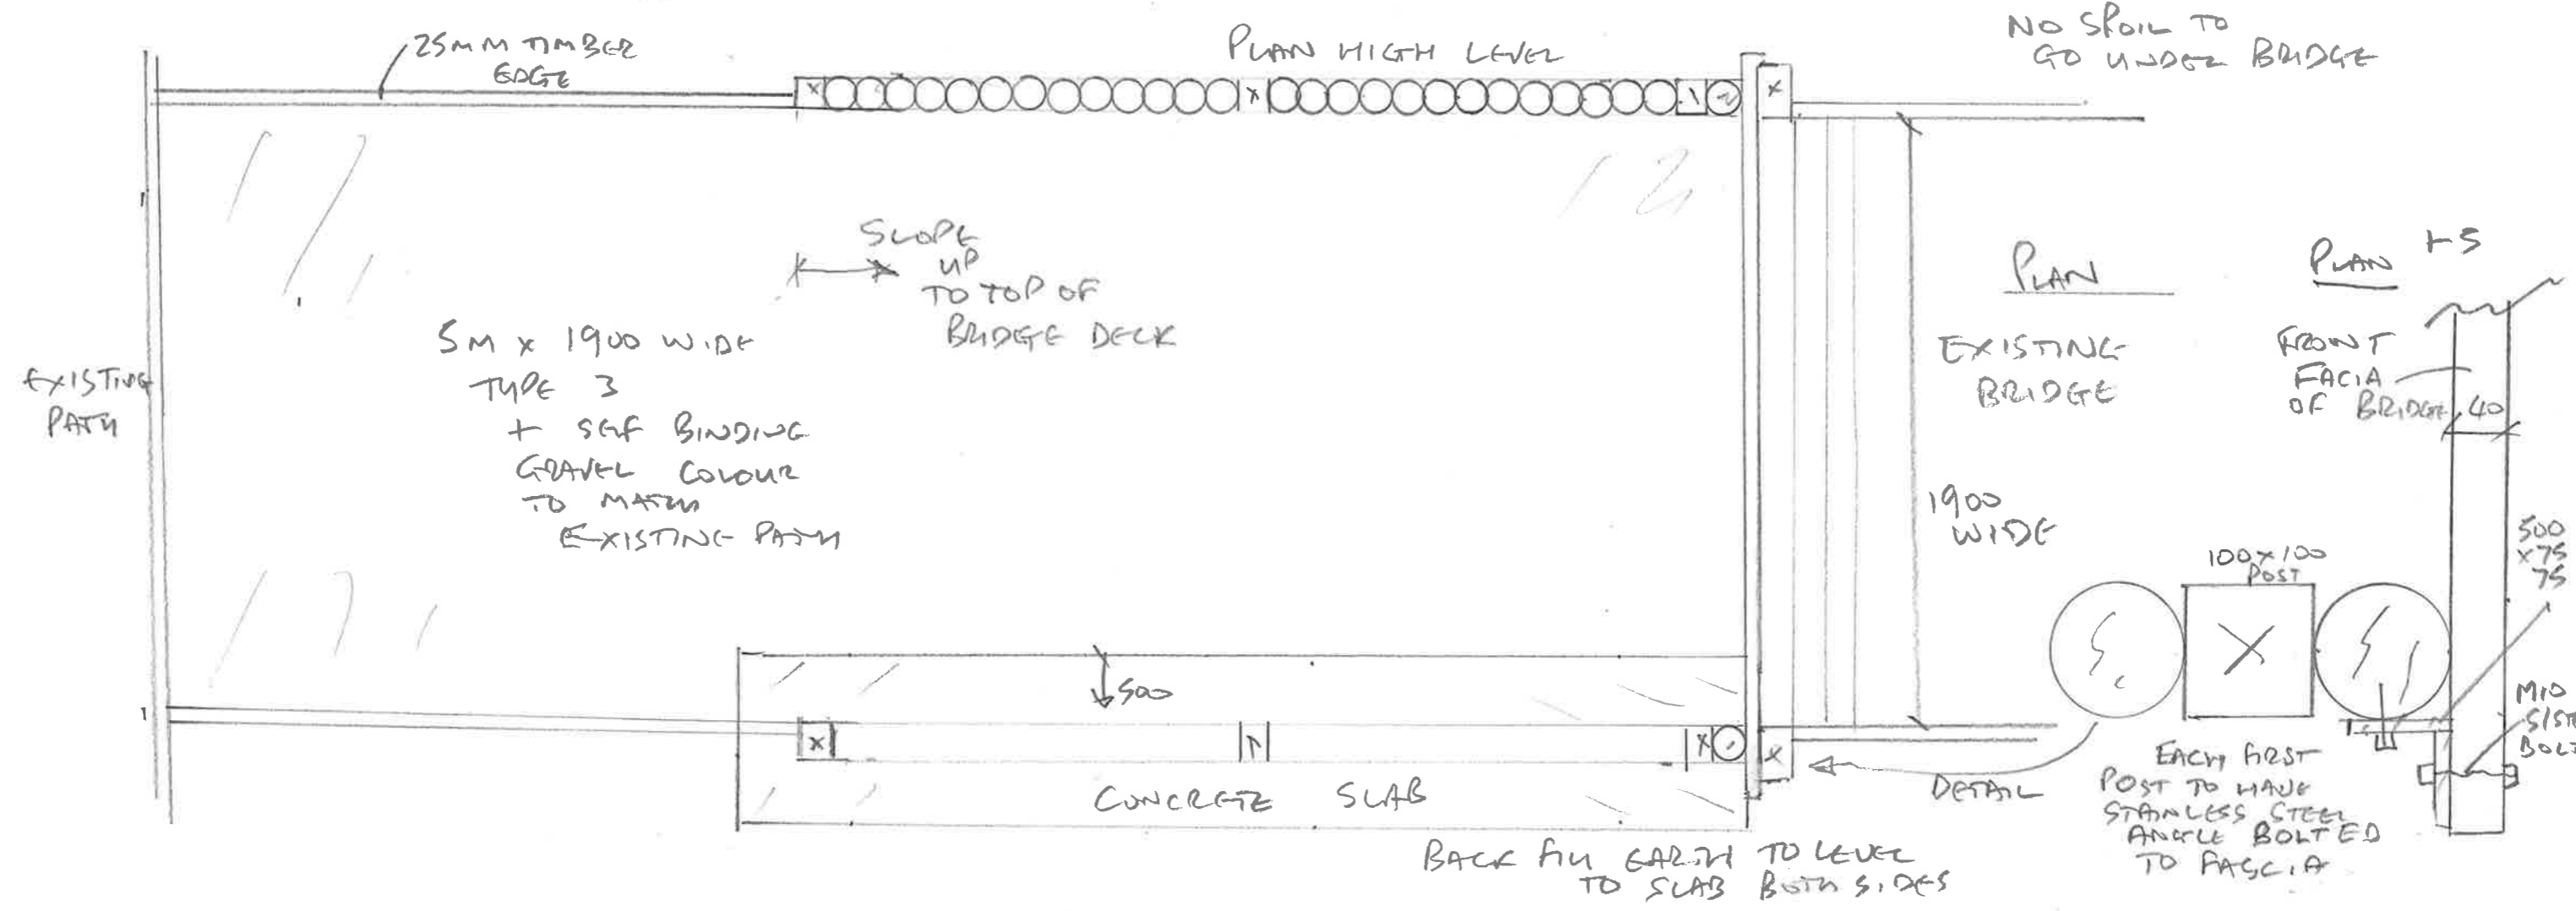 25MM TIMBER
EDGE
PLAN HIGH LEVEL
NO SPOIL TO
GO UNDER BRIDGE
SLOPE
UP
TO TOP OF
BRIDGE DECK
5M x 1900 WIDE
TYPE 3
+ SELF BINDING
GRAVEL COLOUR
TO MATCH
EXISTING PATH
EXISTING
PATH
PLAN
EXISTING
BRIDGE
1900
WIDE
PLAN
FRONT
FACIA
OF BRIDGE
40
500
x75
75
100x100
POST
M10
S/STE
BOLT
500
CONCRETE SLAB
DETAIL
EACH FIRST
POST TO HAVE
STAINLESS STEEL
ANGLE BOLTED
TO FASCIA
BACK FILL EARTH TO LEVEL
TO SLAB BOTH SIDES